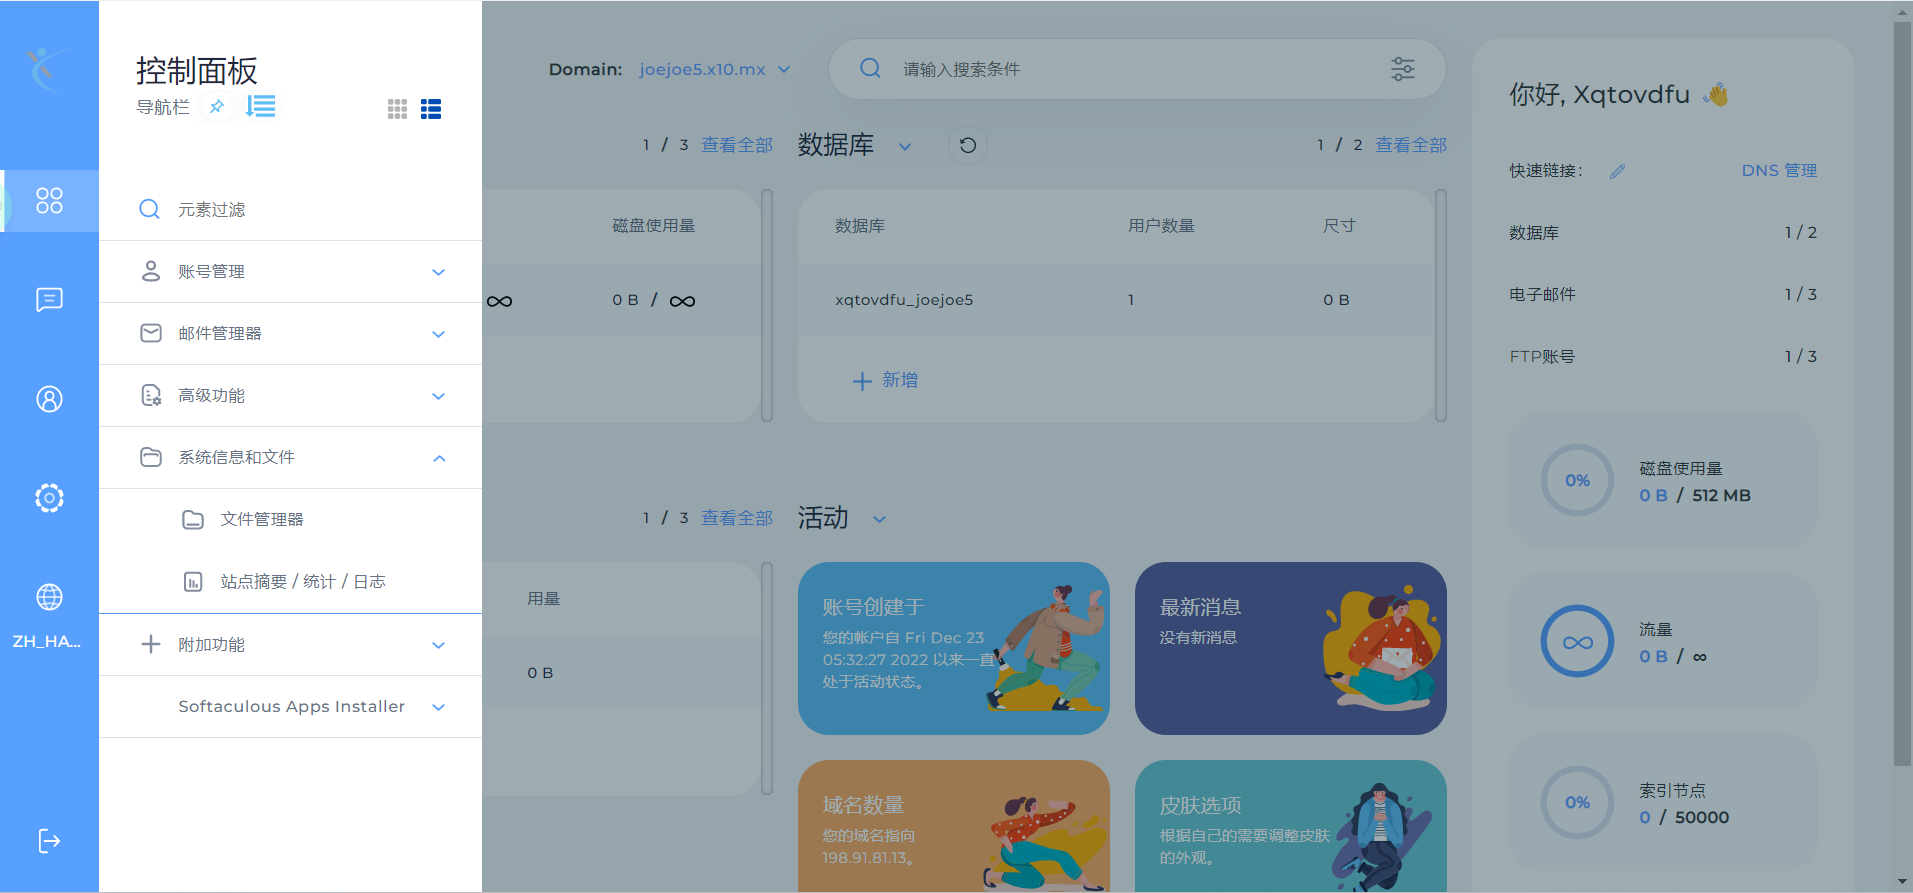 控制面板
导航栏
元素过滤
账号管理
邮件管理器
高级功能
系统信息和文件
文件管理器
站点摘要 / 统计 / 日志
附加功能
Softaculous Apps Installer
ZH_HA...
Domain: joejoe5.x10.mx
请输入搜索条件
1 / 3 查看全部
磁盘使用量
∞ 0 B / ∞
数据库
1 / 2 查看全部
数据库 用户数量 尺寸
xqtovdfu_joejoe5 1 0 B
新增
1 / 3 查看全部
用量
0 B
活动
账号创建于
您的帐户自 Fri Dec 23
05:32:27 2022 以来一直
处于活动状态。
最新消息
没有新消息
域名数量
您的域名指向
198.91.81.13。
皮肤选项
根据自己的需要调整皮肤
的外观。
你好, Xqtovdfu
快速链接: DNS 管理
数据库 1 / 2
电子邮件 1 / 3
FTP账号 1 / 3
0%
磁盘使用量
0 B / 512 MB
∞
流量
0 B / ∞
0%
索引节点
0 / 50000